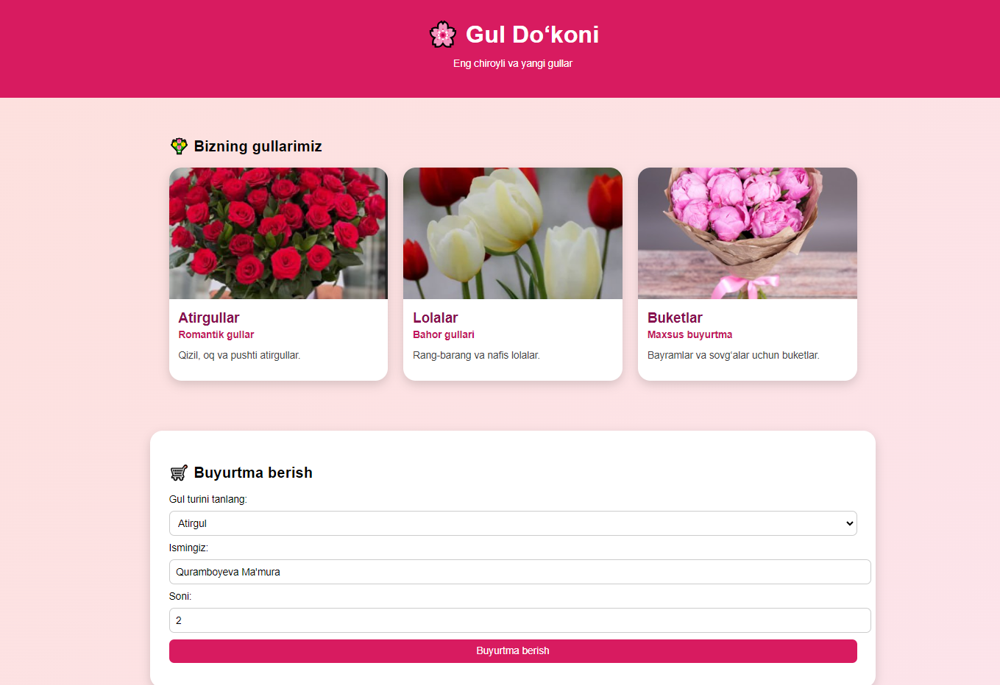 🌸 Gul Do‘koni
Eng chiroyli va yangi gullar
💐 Bizning gullarimiz
Atirgullar
Romantik gullar
Qizil, oq va pushti atirgullar.
Lolalar
Bahor gullari
Rang-barang va nafis lolalar.
Buketlar
Maxsus buyurtma
Bayramlar va sovg‘alar uchun buketlar.
🛒 Buyurtma berish
Gul turini tanlang:
Atirgul
Ismingiz:
Quramboyeva Ma'mura
Soni:
2
Buyurtma berish